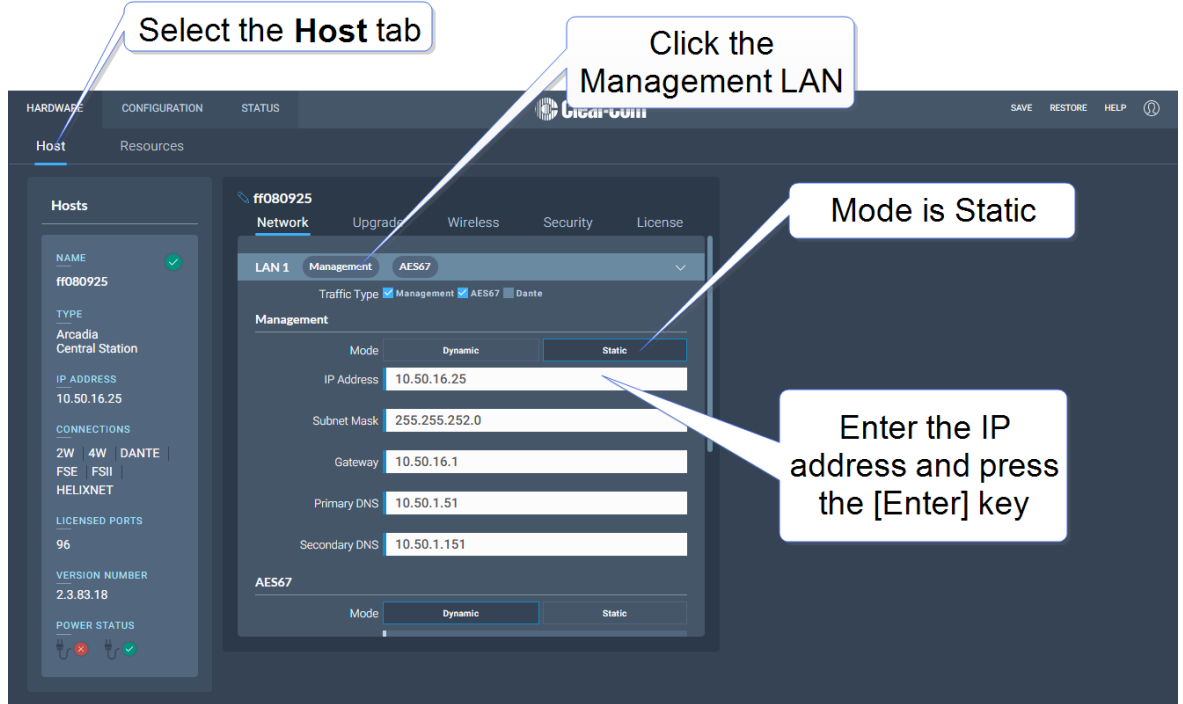 Select the Host tab
Click the
Management LAN
HARDWARE CONFIGURATION STATUS Clear-Com SAVE RESTORE HELP
Host Resources
Hosts
NAME
ff080925
TYPE
Arcadia
Central Station
IP ADDRESS
10.50.16.25
CONNECTIONS
2W 4W DANTE
FSE FSII
HELIXNET
LICENSED PORTS
96
VERSION NUMBER
2.3.83.18
POWER STATUS
ff080925
Network Upgrade Wireless Security License
LAN 1 Management AES67
Traffic Type Management AES67 Dante
Management
Mode Dynamic Static
IP Address 10.50.16.25
Subnet Mask 255.255.252.0
Gateway 10.50.16.1
Primary DNS 10.50.1.51
Secondary DNS 10.50.1.151
AES67
Mode Dynamic Static
Mode is Static
Enter the IP
address and press
the [Enter] key